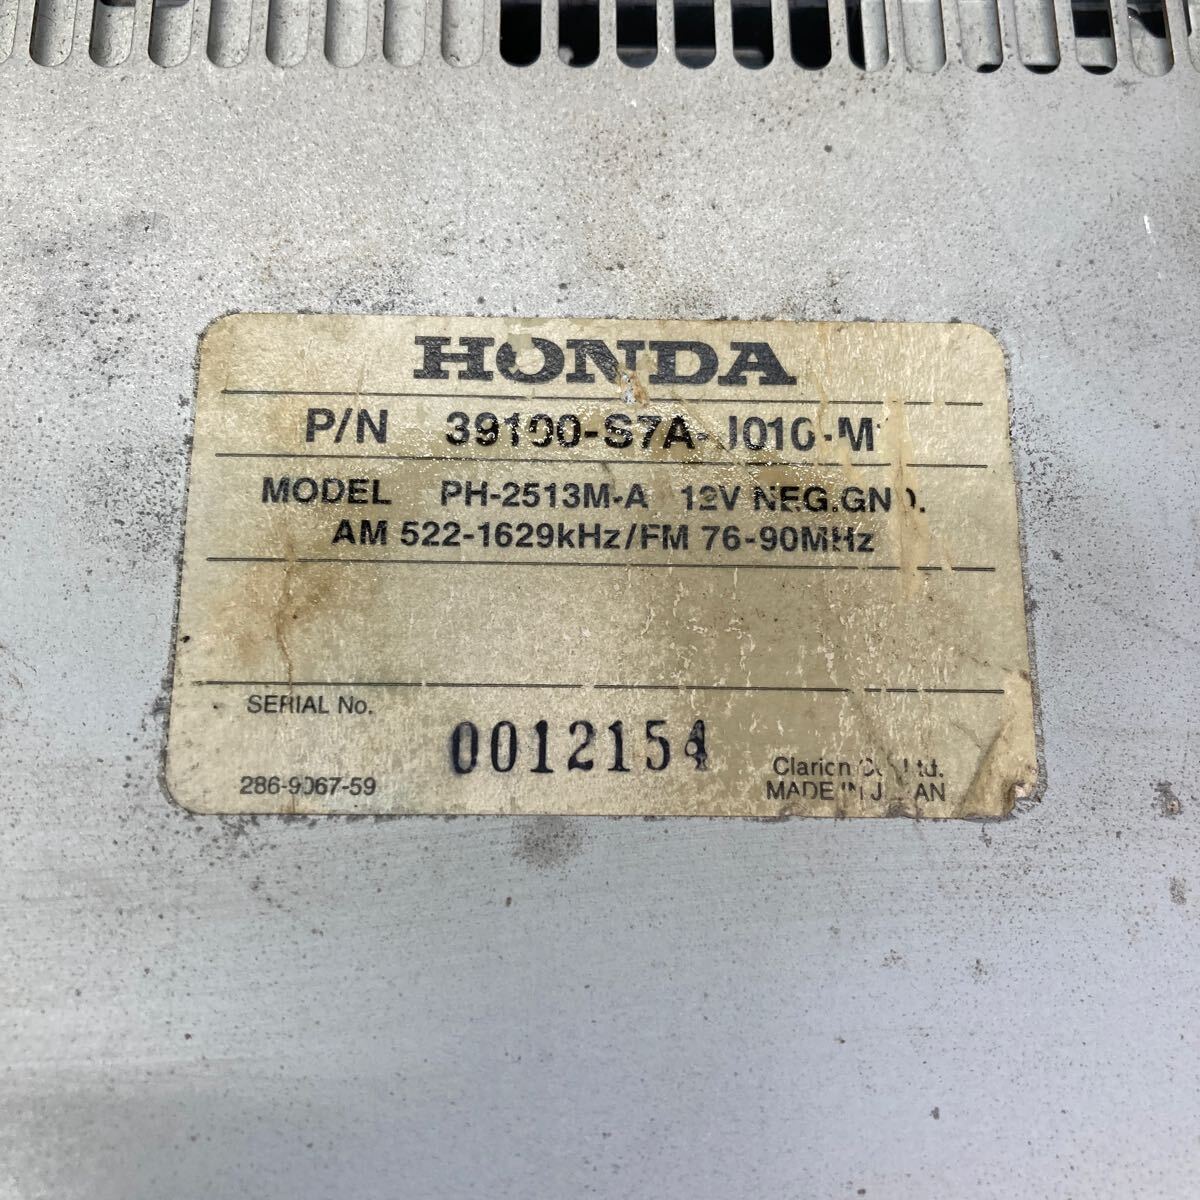 HONDA
P/N 39100-S7A-J010-M1
MODEL PH-2513M-A 12V NEG.GND.
AM 522-1629kHz/FM 76-90MHz
SERIAL No. 0012154
286-9067-59
Clarion Co., Ltd.
MADE IN JAPAN